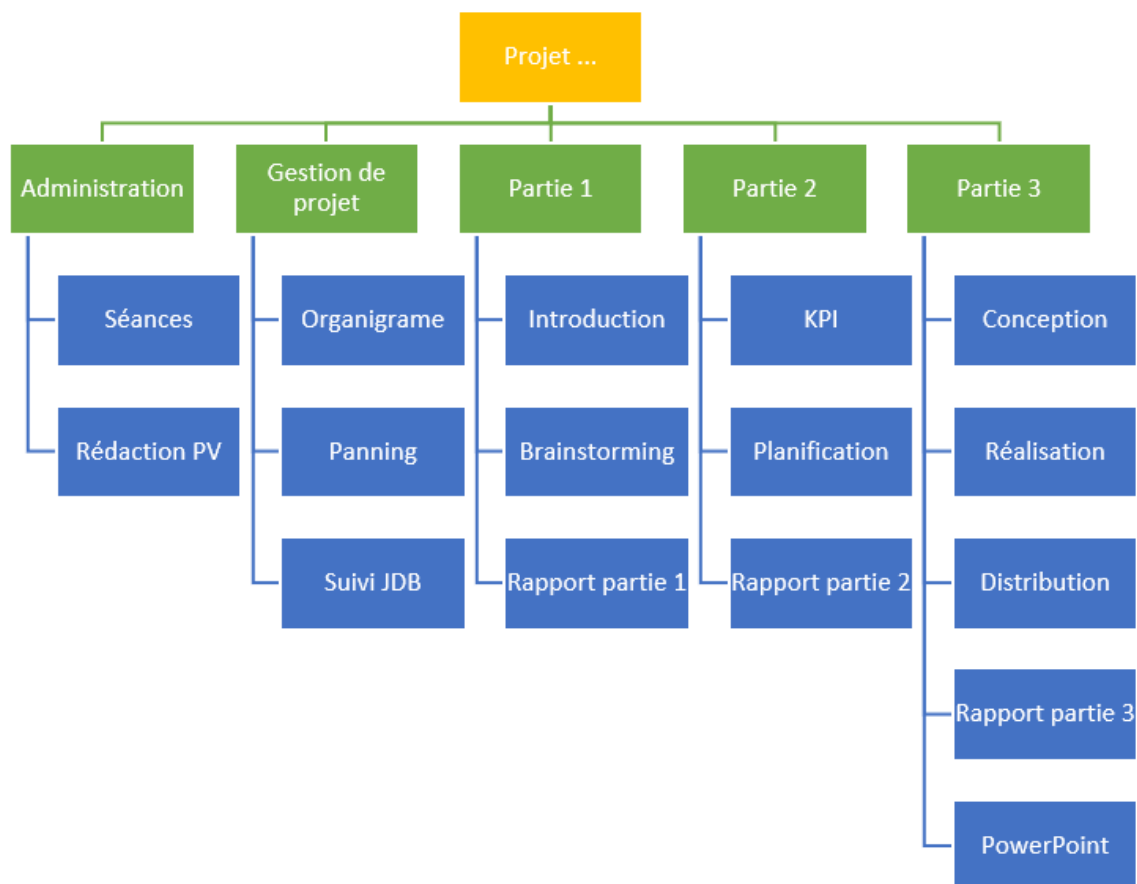 Projet ...
Administration
Gestion de
projet
Partie 1
Partie 2
Partie 3
Séances
Organigrame
Introduction
KPI
Conception
Rédaction PV
Panning
Brainstorming
Planification
Réalisation
Suivi JDB
Rapport partie 1
Rapport partie 2
Distribution
Rapport partie 3
PowerPoint